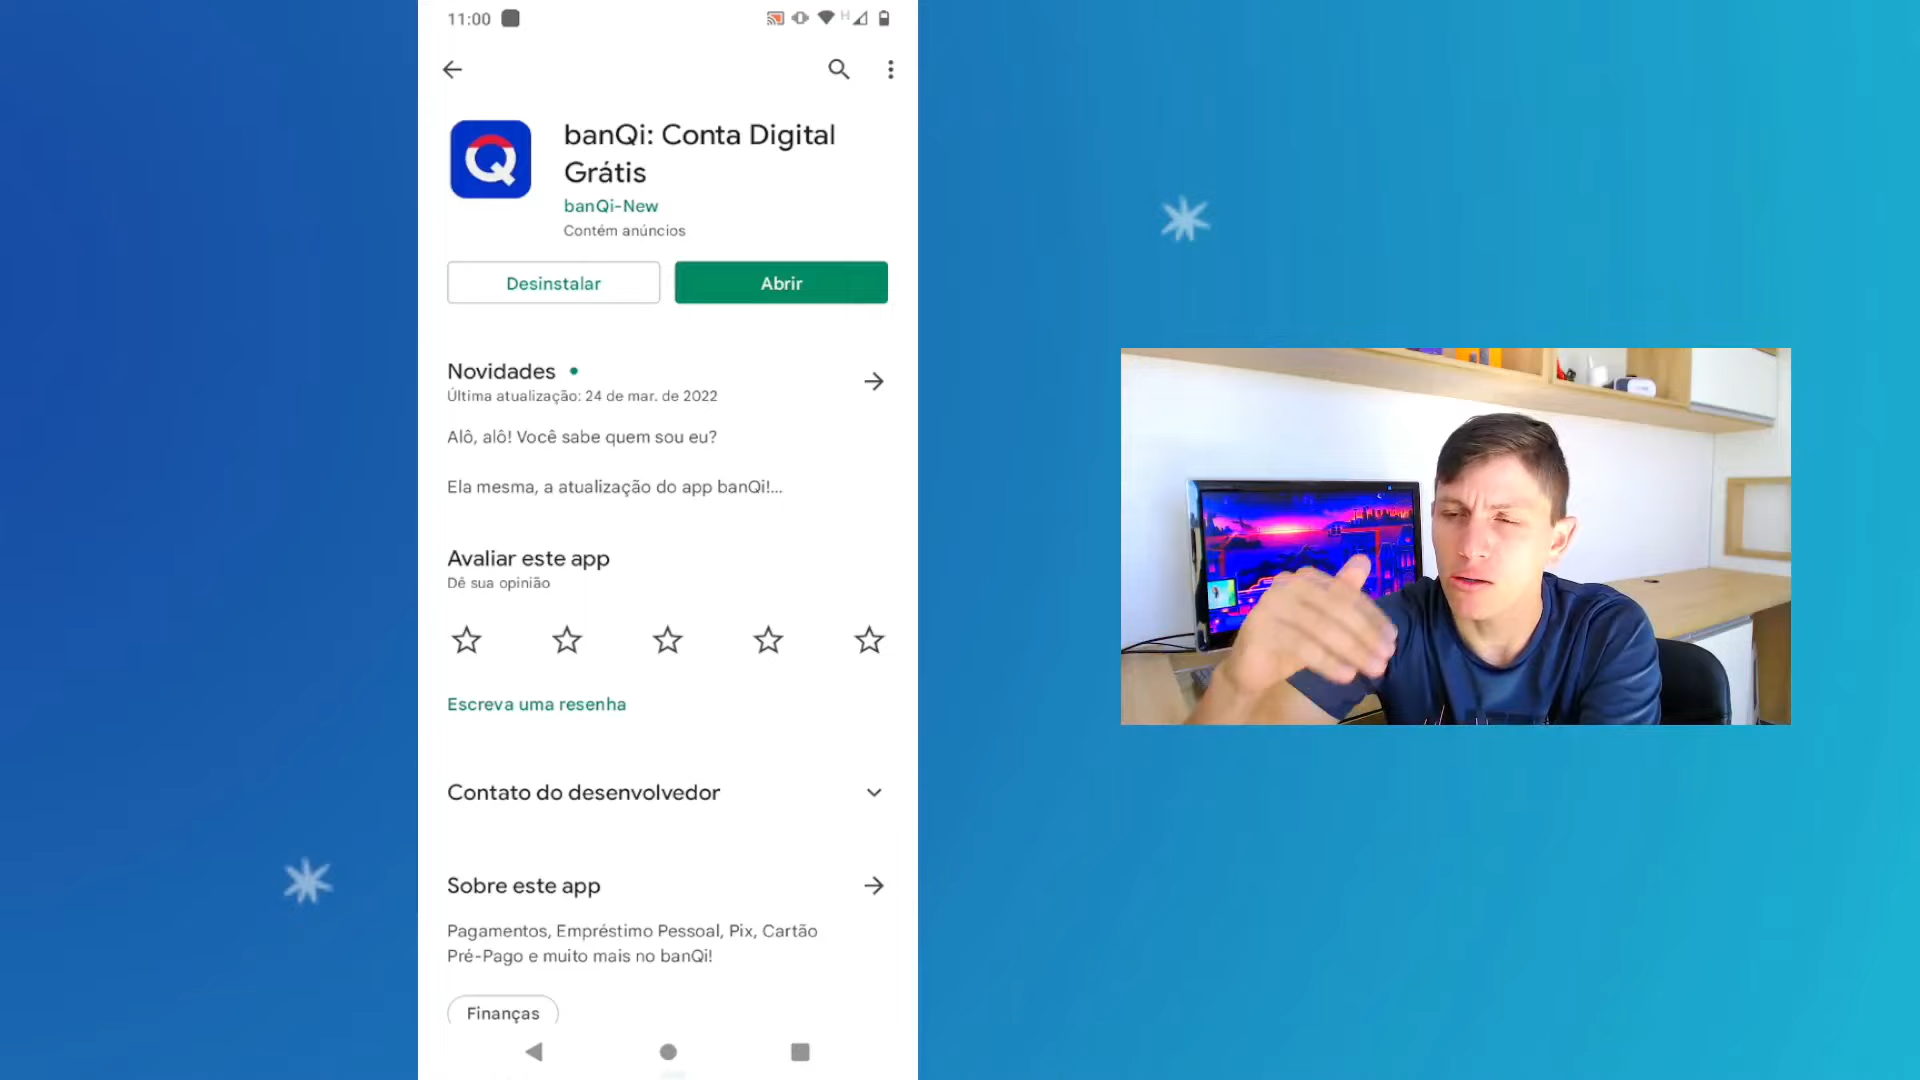 11:00
H
banQi: Conta Digital
Grátis
banQi-New
Contém anúncios
Desinstalar
Abrir
Novidades
Última atualização: 24 de mar. de 2022
Alô, alô! Você sabe quem sou eu?
Ela mesma, a atualização do app banQi!...
Avaliar este app
Dê sua opinião
Escreva uma resenha
Contato do desenvolvedor
Sobre este app
Pagamentos, Empréstimo Pessoal, Pix, Cartão
Pré-Pago e muito mais no banQi!
Finanças